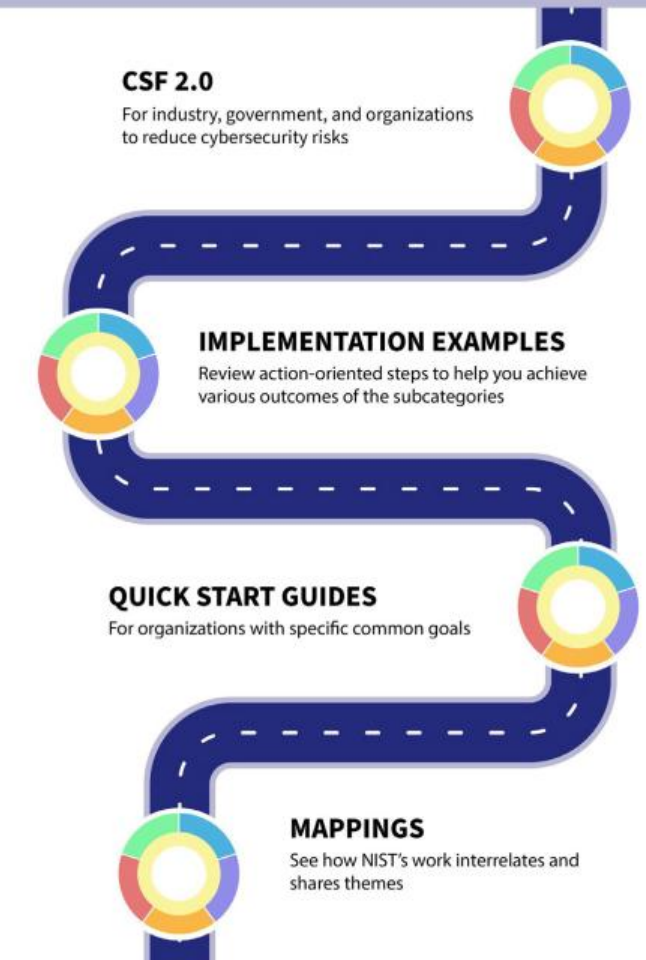 CSF 2.0
For industry, government, and organizations
to reduce cybersecurity risks
IMPLEMENTATION EXAMPLES
Review action-oriented steps to help you achieve
various outcomes of the subcategories
QUICK START GUIDES
For organizations with specific common goals
MAPPINGS
See how NIST's work interrelates and
shares themes